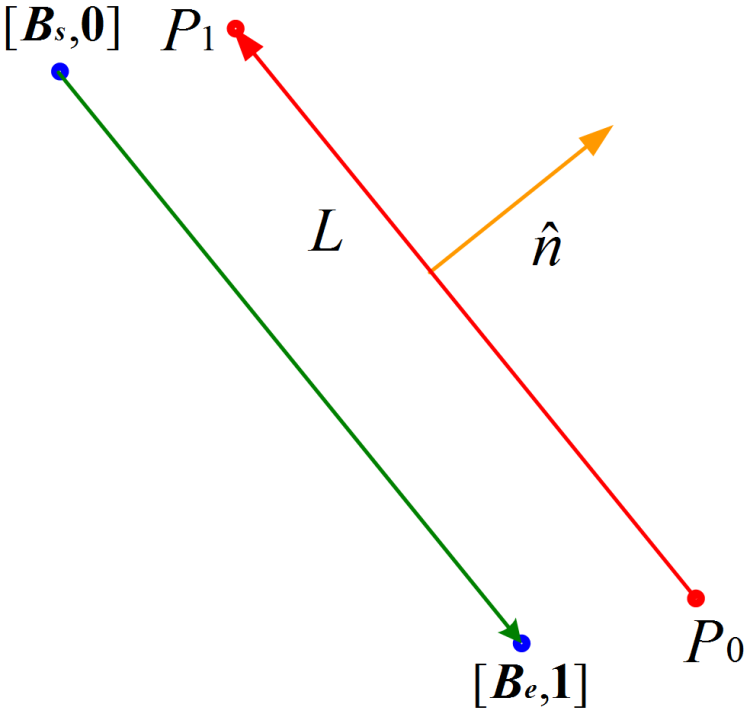 [Bₛ,0]
P₁
L
n̂
P₀
[Bₑ,1]